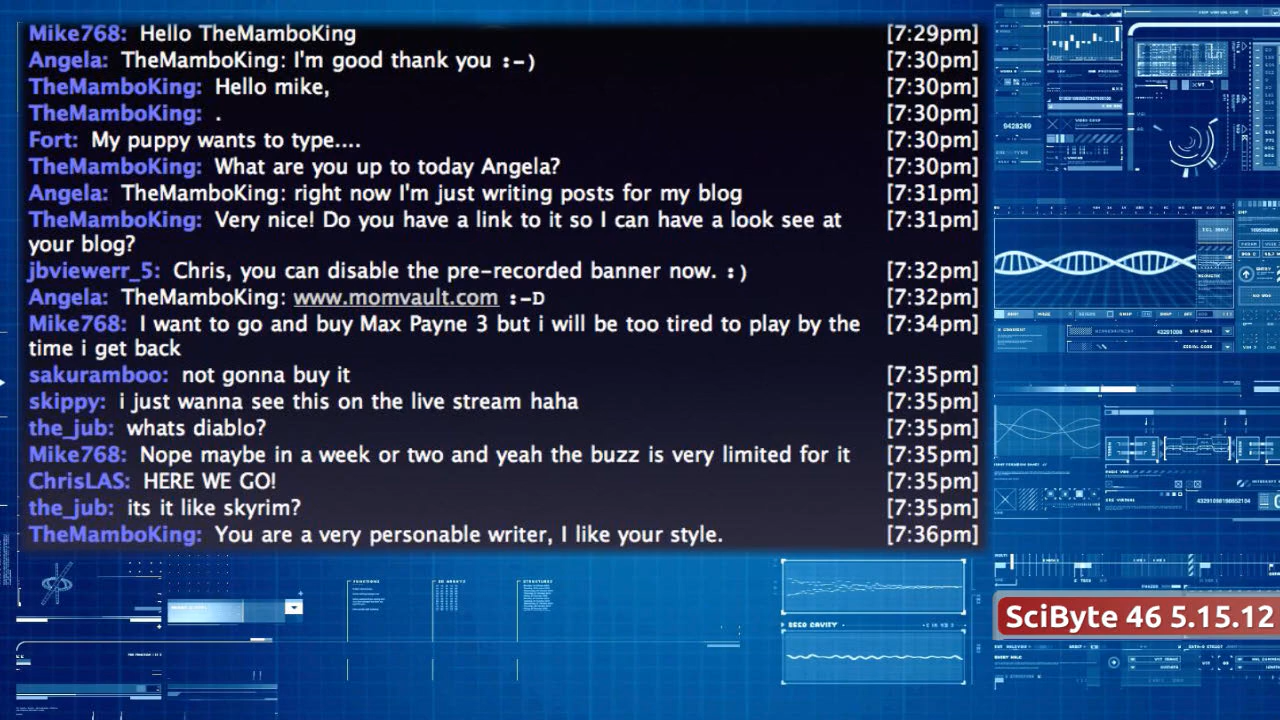 Mike768: Hello TheMamboKing [7:29pm]
Angela: TheMamboKing: I'm good thank you :-) [7:30pm]
TheMamboKing: Hello mike, [7:30pm]
TheMamboKing: . [7:30pm]
Fort: My puppy wants to type.... [7:30pm]
TheMamboKing: What are you up to today Angela? [7:30pm]
Angela: TheMamboKing: right now I'm just writing posts for my blog [7:31pm]
TheMamboKing: Very nice! Do you have a link to it so I can have a look see at [7:31pm]
your blog?
jbviewerr_5: Chris, you can disable the pre-recorded banner now. :) [7:32pm]
Angela: TheMamboKing: www.momvault.com :-D [7:32pm]
Mike768: I want to go and buy Max Payne 3 but i will be too tired to play by the [7:34pm]
time i get back
sakuramboo: not gonna buy it [7:35pm]
skippy: i just wanna see this on the live stream haha [7:35pm]
the_jub: whats diablo? [7:35pm]
Mike768: Nope maybe in a week or two and yeah the buzz is very limited for it [7:35pm]
ChrisLAS: HERE WE GO! [7:35pm]
the_jub: its it like skyrim? [7:35pm]
TheMamboKing: You are a very personable writer, I like your style. [7:36pm]
9428249
SciByte 46 5.15.12